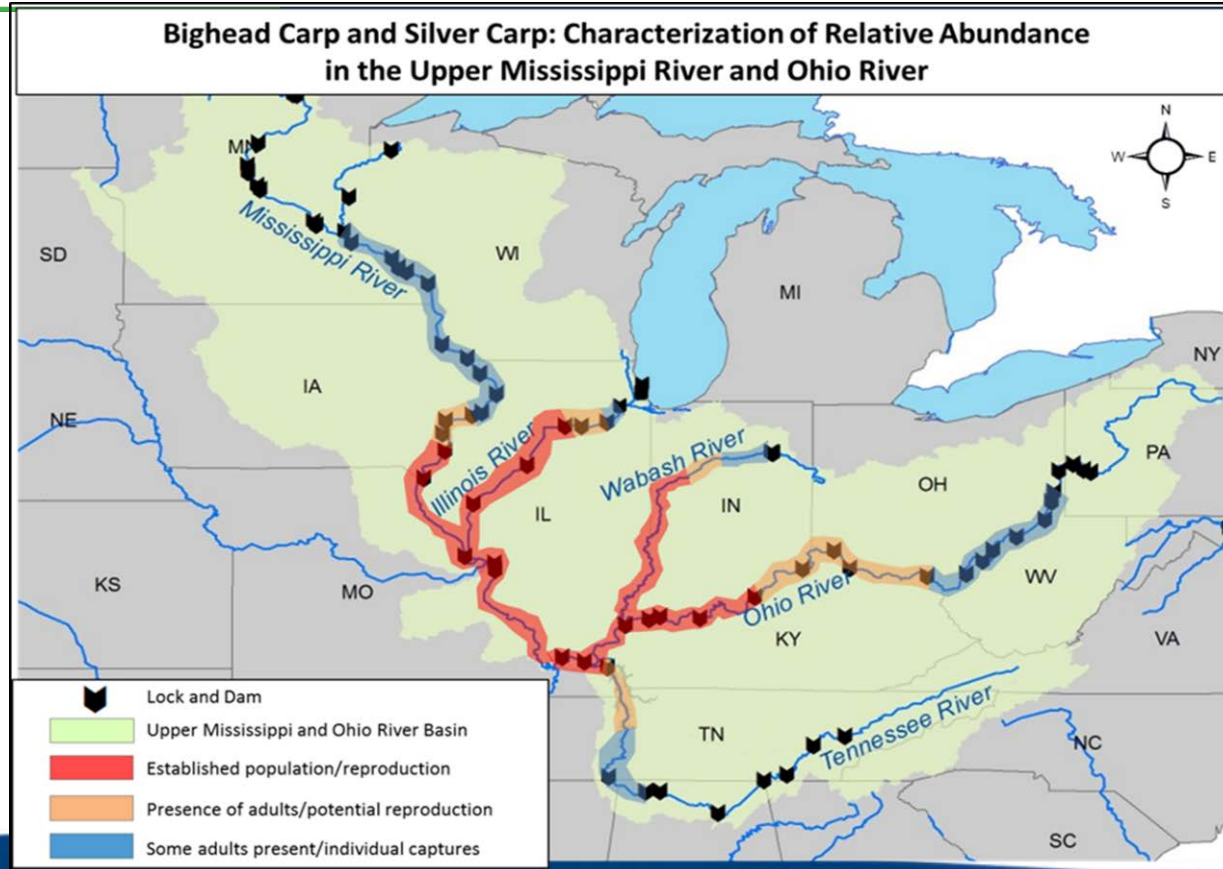 Bighead Carp and Silver Carp: Characterization of Relative Abundance
in the Upper Mississippi River and Ohio River
N
W
E
S
MN
Mississippi River
WI
SD
MI
NY
IA
NE
Illinois River
Wabash River
PA
OH
IL
IN
KS
MO
Ohio River
WV
KY
VA
TN
Tennessee River
NC
SC
Lock and Dam
Upper Mississippi and Ohio River Basin
Established population/reproduction
Presence of adults/potential reproduction
Some adults present/individual captures